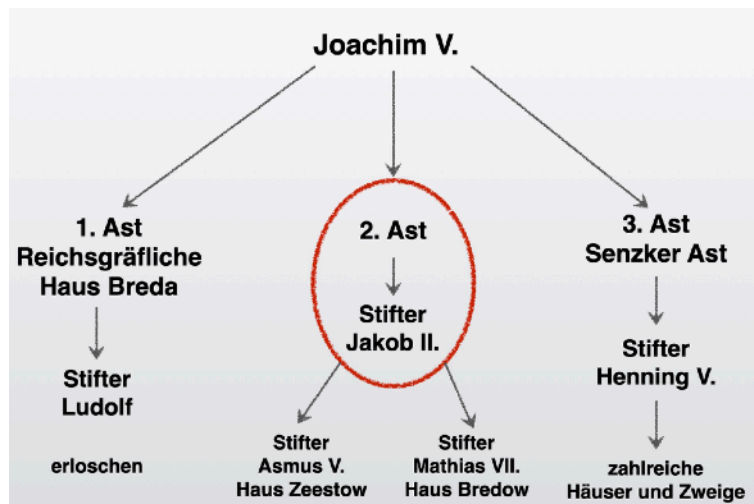 Joachim V.
1. Ast
Reichsgräfliche
Haus Breda
Stifter
Ludolf
erloschen
2. Ast
Stifter
Jakob II.
Stifter
Asmus V.
Haus Zeestow
Stifter
Mathias VII.
Haus Bredow
3. Ast
Senzker Ast
Stifter
Henning V.
zahlreiche
Häuser und Zweige